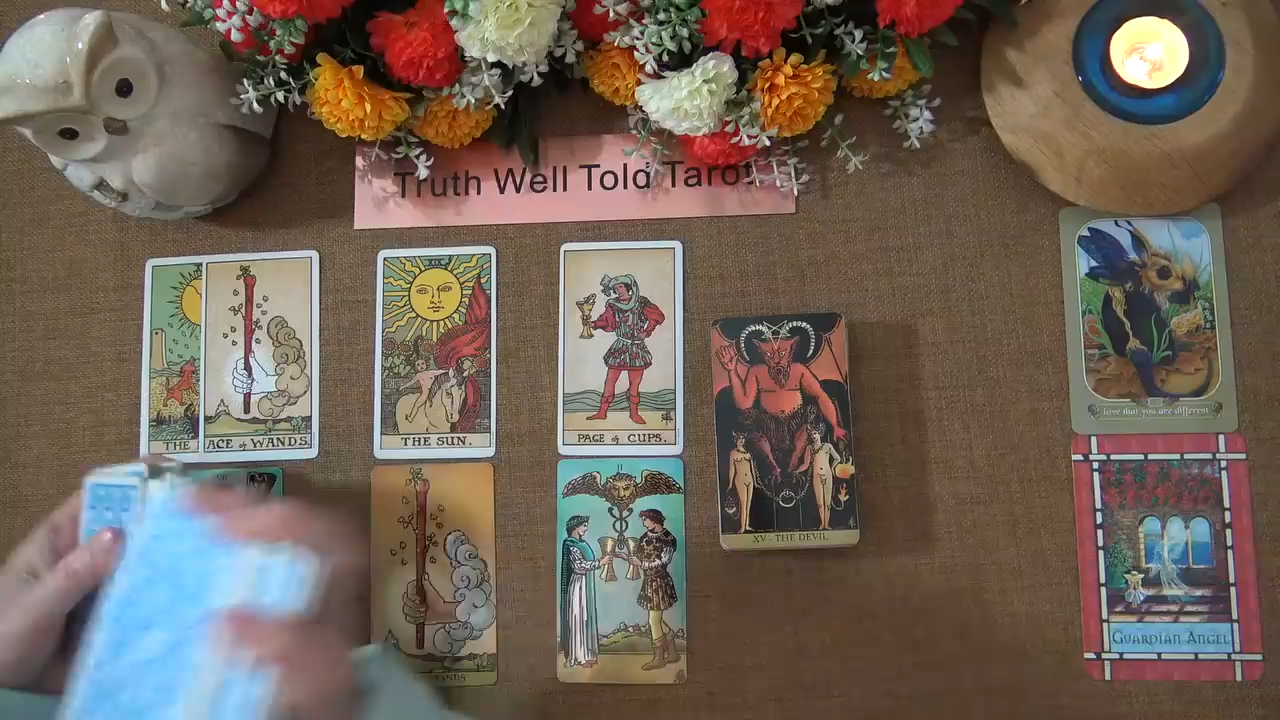 Truth Well Told Tarot
THE
ACE of WANDS.
XIX
THE SUN.
PAGE of CUPS.
II
XV - THE DEVIL
love that you are different
GUARDIAN ANGEL